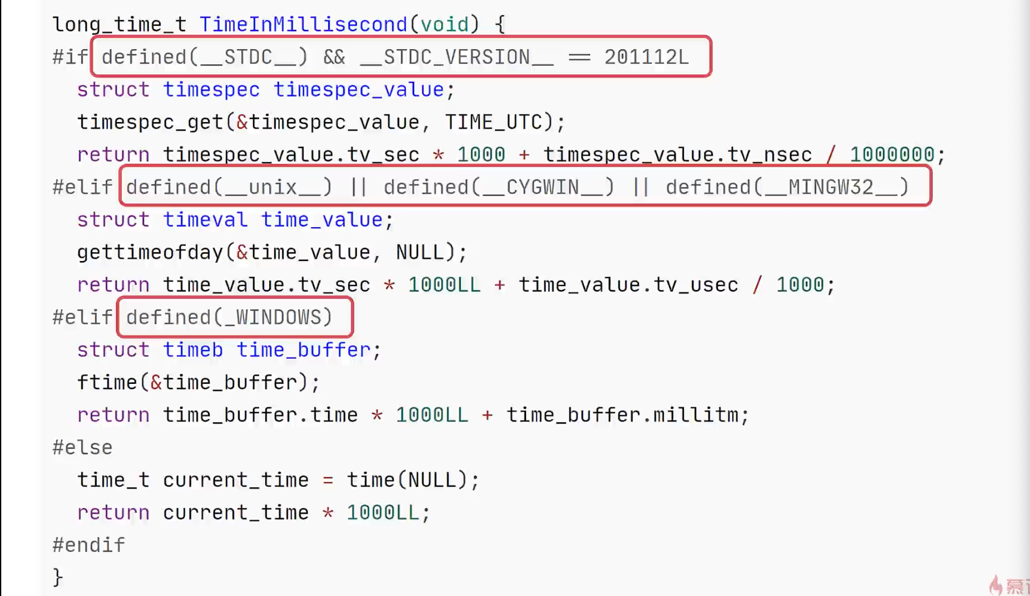 long_time_t TimeInMillisecond(void) {
#if defined(__STDC__) && __STDC_VERSION__ == 201112L
  struct timespec timespec_value;
  timespec_get(&timespec_value, TIME_UTC);
  return timespec_value.tv_sec * 1000 + timespec_value.tv_nsec / 1000000;
#elif defined(__unix__) || defined(__CYGWIN__) || defined(__MINGW32__)
  struct timeval time_value;
  gettimeofday(&time_value, NULL);
  return time_value.tv_sec * 1000LL + time_value.tv_usec / 1000;
#elif defined(_WINDOWS)
  struct timeb time_buffer;
  ftime(&time_buffer);
  return time_buffer.time * 1000LL + time_buffer.millitm;
#else
  time_t current_time = time(NULL);
  return current_time * 1000LL;
#endif
}